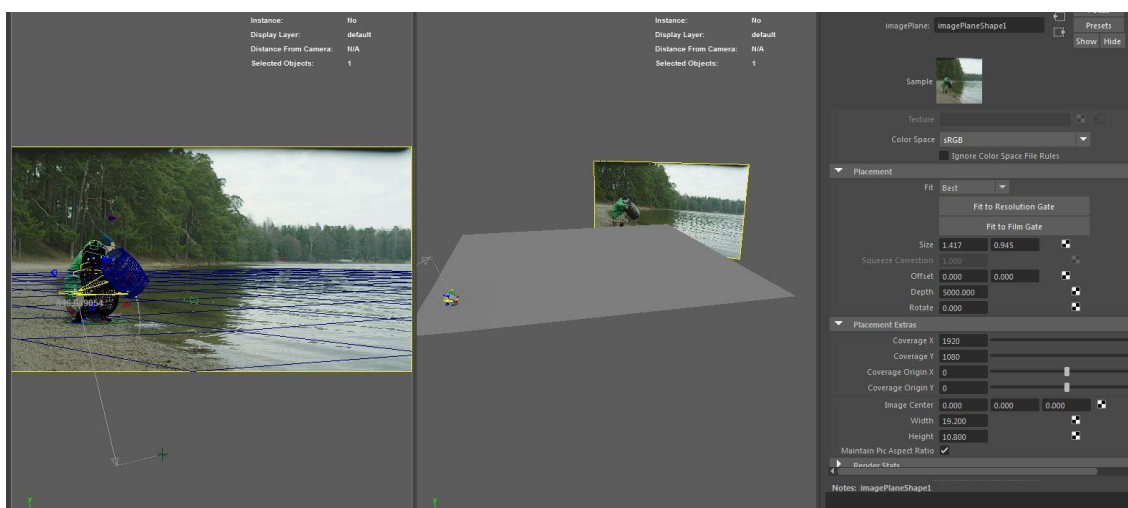 Instance: No
Display Layer: default
Distance From Camera: N/A
Selected Objects: 1
846.649054
y
Instance: No
Display Layer: default
Distance From Camera: N/A
Selected Objects: 1
y
imagePlane: imagePlaneShape1
Presets
Show Hide
Sample
Texture
Color Space sRGB
Ignore Color Space File Rules
Placement
Fit Best
Fit to Resolution Gate
Fit to Film Gate
Size 1.417 0.945
Squeeze Correction 1.000
Offset 0.000 0.000
Depth 5000.000
Rotate 0.000
Placement Extras
Coverage X 1920
Coverage Y 1080
Coverage Origin X 0
Coverage Origin Y 0
Image Center 0.000 0.000 0.000
Width 19.200
Height 10.800
Maintain Pic Aspect Ratio
Render Stats
Notes: imagePlaneShape1